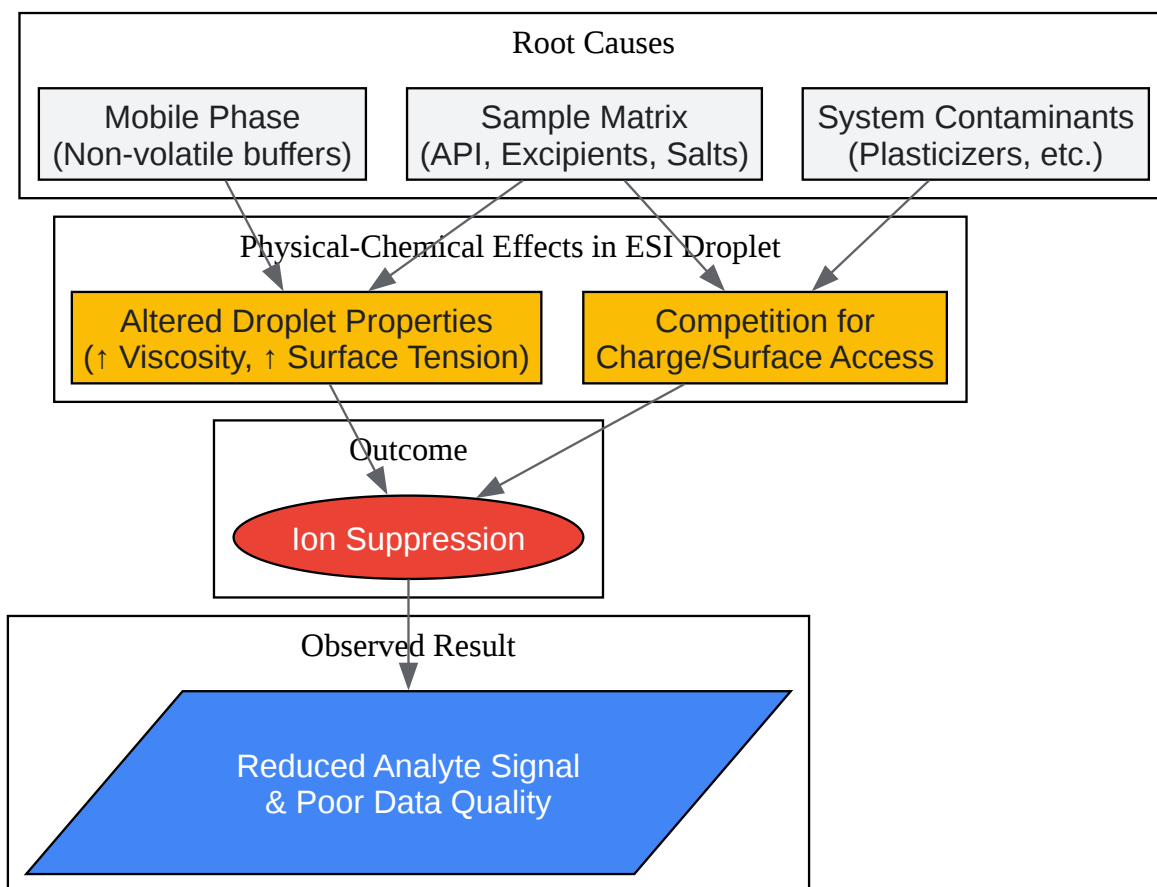 Root Causes
Mobile Phase
(Non-volatile buffers)
Sample Matrix
(API, Excipients, Salts)
System Contaminants
(Plasticizers, etc.)
Physical-Chemical Effects in ESI Droplet
Altered Droplet Properties
(↑ Viscosity, ↑ Surface Tension)
Competition for
Charge/Surface Access
Outcome
Ion Suppression
Observed Result
Reduced Analyte Signal
& Poor Data Quality